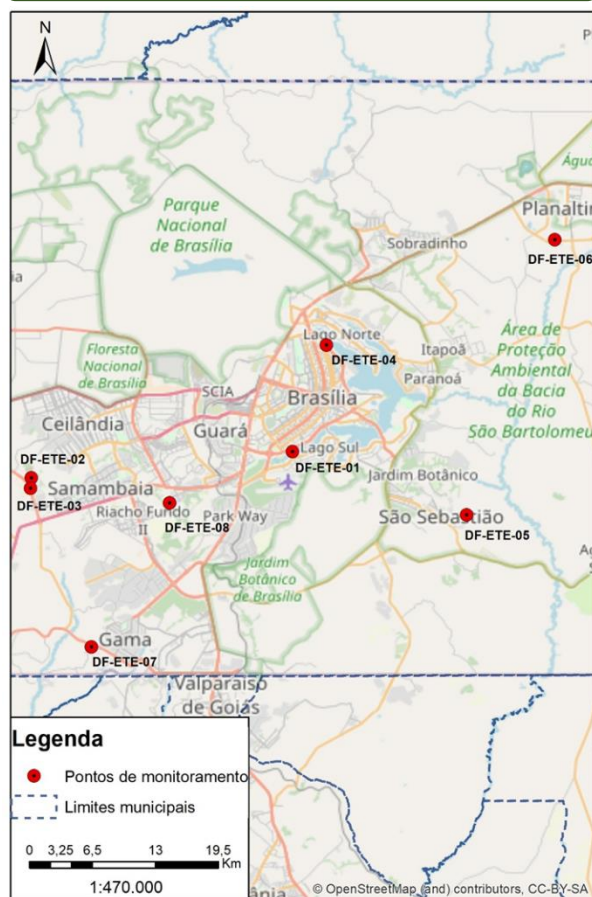 N
Parque
Nacional
de Brasília
Sobradinho
Planaltin
DF-ETE-06
Lago Norte
DF-ETE-04
Itapoã
Paranoá
Área de
Proteção
Ambiental
da Bacia
do Rio
São Bartolomeu
Floresta
Nacional
de Brasília
SCIA
Brasília
Ceilândia
Guará
Lago Sul
DF-ETE-01
DF-ETE-02
Samambaia
DF-ETE-03
Riacho Fundo
II
DF-ETE-08
Park Way
Jardim Botânico
São Sebastião
DF-ETE-05
Jardim
Botânico
de Brasília
Gama
DF-ETE-07
Valparaíso
de Goiás
Legenda
Pontos de monitoramento
Limites municipais
0 3,25 6,5 13 19,5
Km
1:470.000
© OpenStreetMap (and) contributors, CC-BY-SA